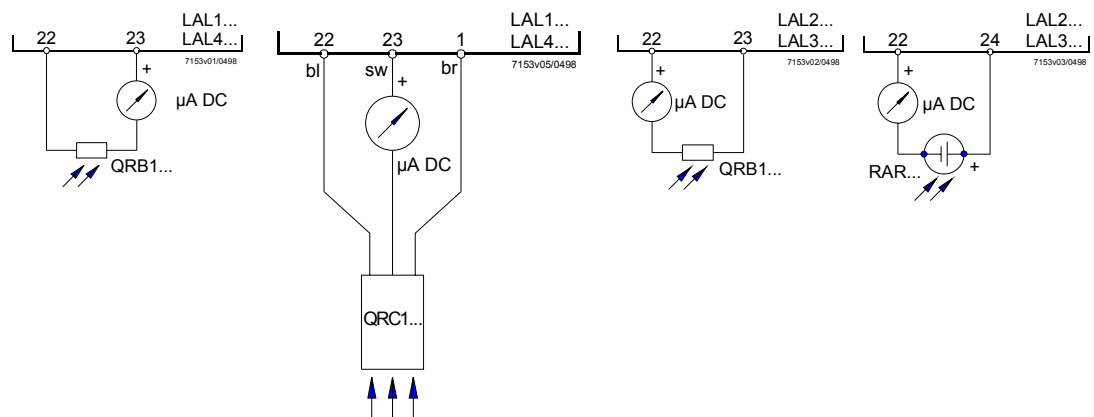 LAL1...
22 23 LAL4...
7153v01/0498
+
µA DC
QRB1...
LAL1...
22 23 1 LAL4...
7153v05/0498
bl sw br
+
µA DC
QRC1...
LAL2...
22 23 LAL3...
7153v02/0498
+
µA DC
QRB1...
LAL2...
22 24 LAL3...
7153v03/0498
+
µA DC
RAR... +